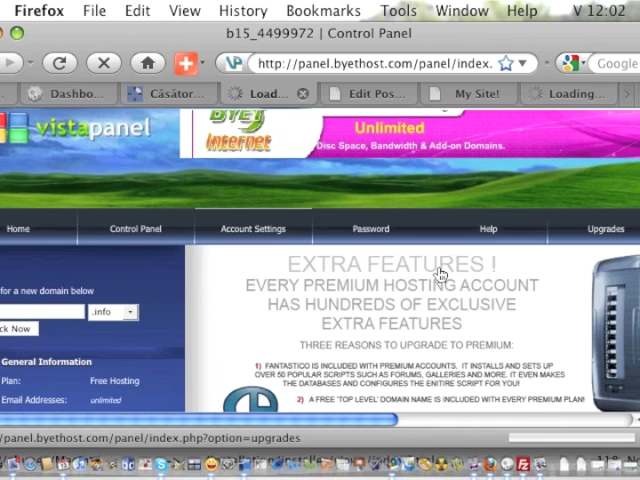 Firefox File Edit View History Bookmarks Tools Window Help V 12:02
b15_4499972 | Control Panel
http://panel.byethost.com/panel/index. Google
Dashbo... Căsător... Load... Edit Pos... My Site! Loading...
vistapanel
BYET Internet
Unlimited
Disc Space, Bandwidth & Add-on Domains.
Home Control Panel Account Settings Password Help Upgrades
EXTRA FEATURES !
EVERY PREMIUM HOSTING ACCOUNT
HAS HUNDREDS OF EXCLUSIVE
EXTRA FEATURES
THREE REASONS TO UPGRADE TO PREMIUM:
1) FANTASTICO IS INCLUDED WITH PREMIUM ACCOUNTS. IT INSTALLS AND SETS UP
OVER 50 POPULAR SCRIPTS SUCH AS FORUMS, GALLERIES AND MORE. IT EVEN MAKES
THE DATABASES AND CONFIGURES THE ENTIRE SCRIPT FOR YOU!
2) A FREE 'TOP LEVEL' DOMAIN NAME IS INCLUDED WITH EVERY PREMIUM PLAN!
for a new domain below
.info
ck Now
General Information
Plan: Free Hosting
Email Addresses: unlimited
/panel.byethost.com/panel/index.php?option=upgrades